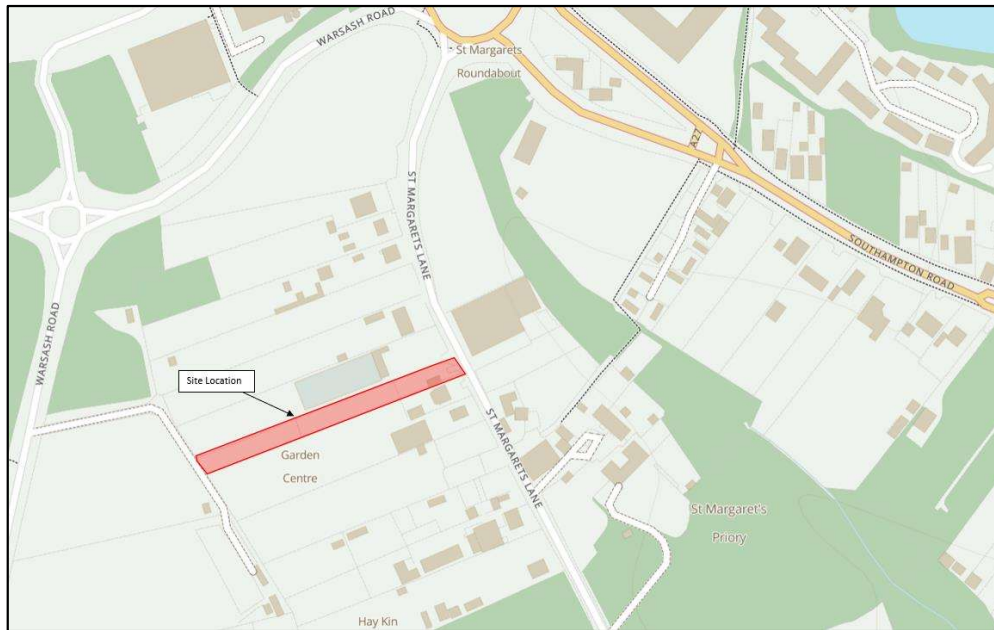 WARSASH ROAD
St Margarets
Roundabout
A27
ST MARGARETS LANE
SOUTHAMPTON ROAD
WARSASH ROAD
Site Location
ST MARGARETS LANE
Garden
Centre
St Margaret's
Priory
Hay Kin